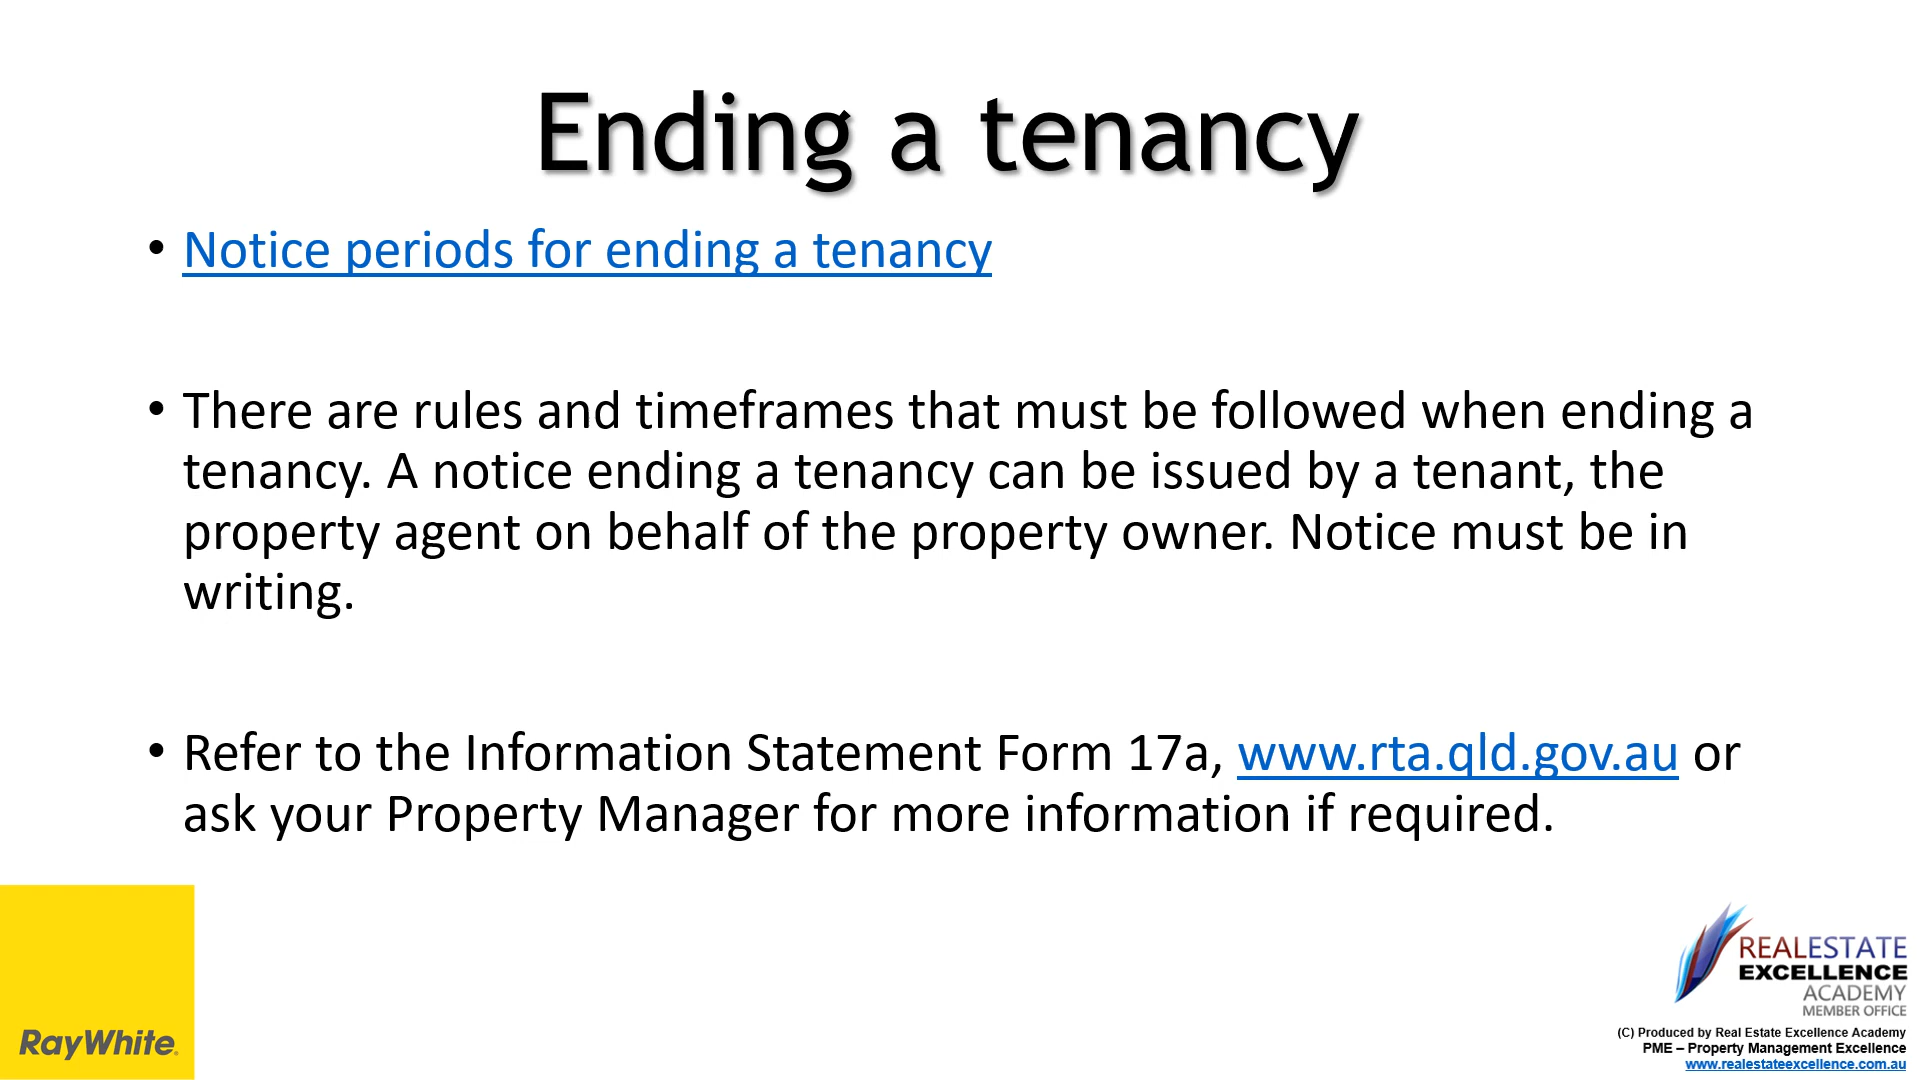 Ending a tenancy
• Notice periods for ending a tenancy
• There are rules and timeframes that must be followed when ending a
tenancy. A notice ending a tenancy can be issued by a tenant, the
property agent on behalf of the property owner. Notice must be in
writing.
• Refer to the Information Statement Form 17a, www.rta.qld.gov.au or
ask your Property Manager for more information if required.
RayWhite.
REALESTATE
EXCELLENCE
ACADEMY
MEMBER OFFICE
(C) Produced by Real Estate Excellence Academy
PME – Property Management Excellence
www.realestateexcellence.com.au